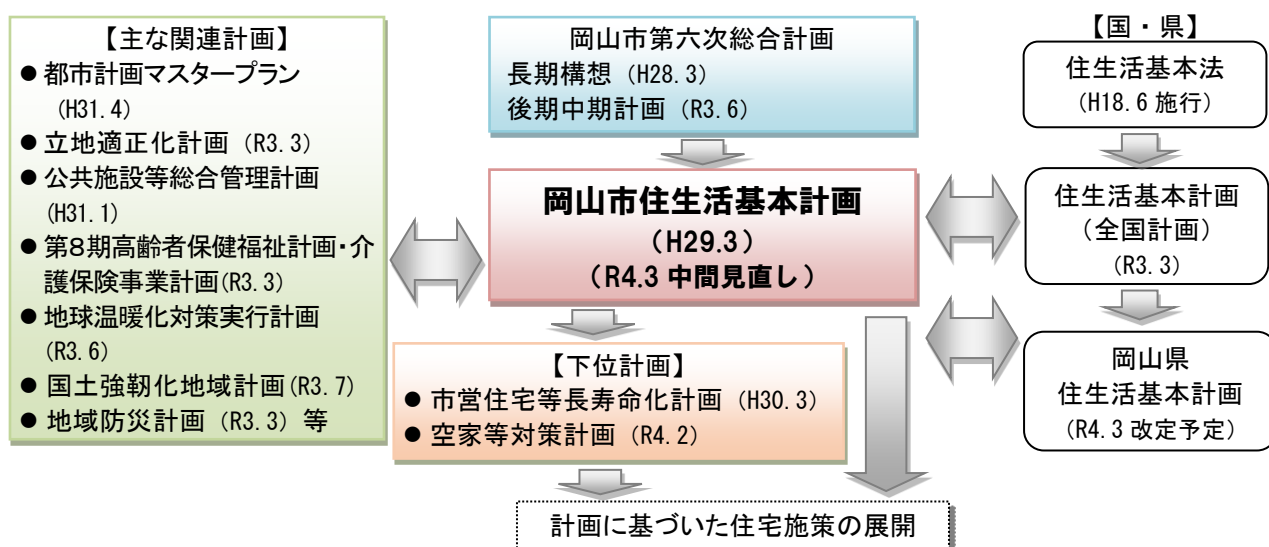 【主な関連計画】
● 都市計画マスタープラン
(H31.4)
● 立地適正化計画 (R3.3)
● 公共施設等総合管理計画
(H31.1)
● 第8期高齢者保健福祉計画・介
護保険事業計画(R3.3)
● 地球温暖化対策実行計画
(R3.6)
● 国土強靭化地域計画(R3.7)
● 地域防災計画 (R3.3) 等
岡山市第六次総合計画
長期構想 (H28.3)
後期中期計画 (R3.6)
岡山市住生活基本計画
(H29.3)
(R4.3 中間見直し)
【下位計画】
● 市営住宅等長寿命化計画 (H30.3)
● 空家等対策計画 (R4.2)
計画に基づいた住宅施策の展開
【国・県】
住生活基本法
(H18.6 施行)
住生活基本計画
(全国計画)
(R3.3)
岡山県
住生活基本計画
(R4.3 改定予定)